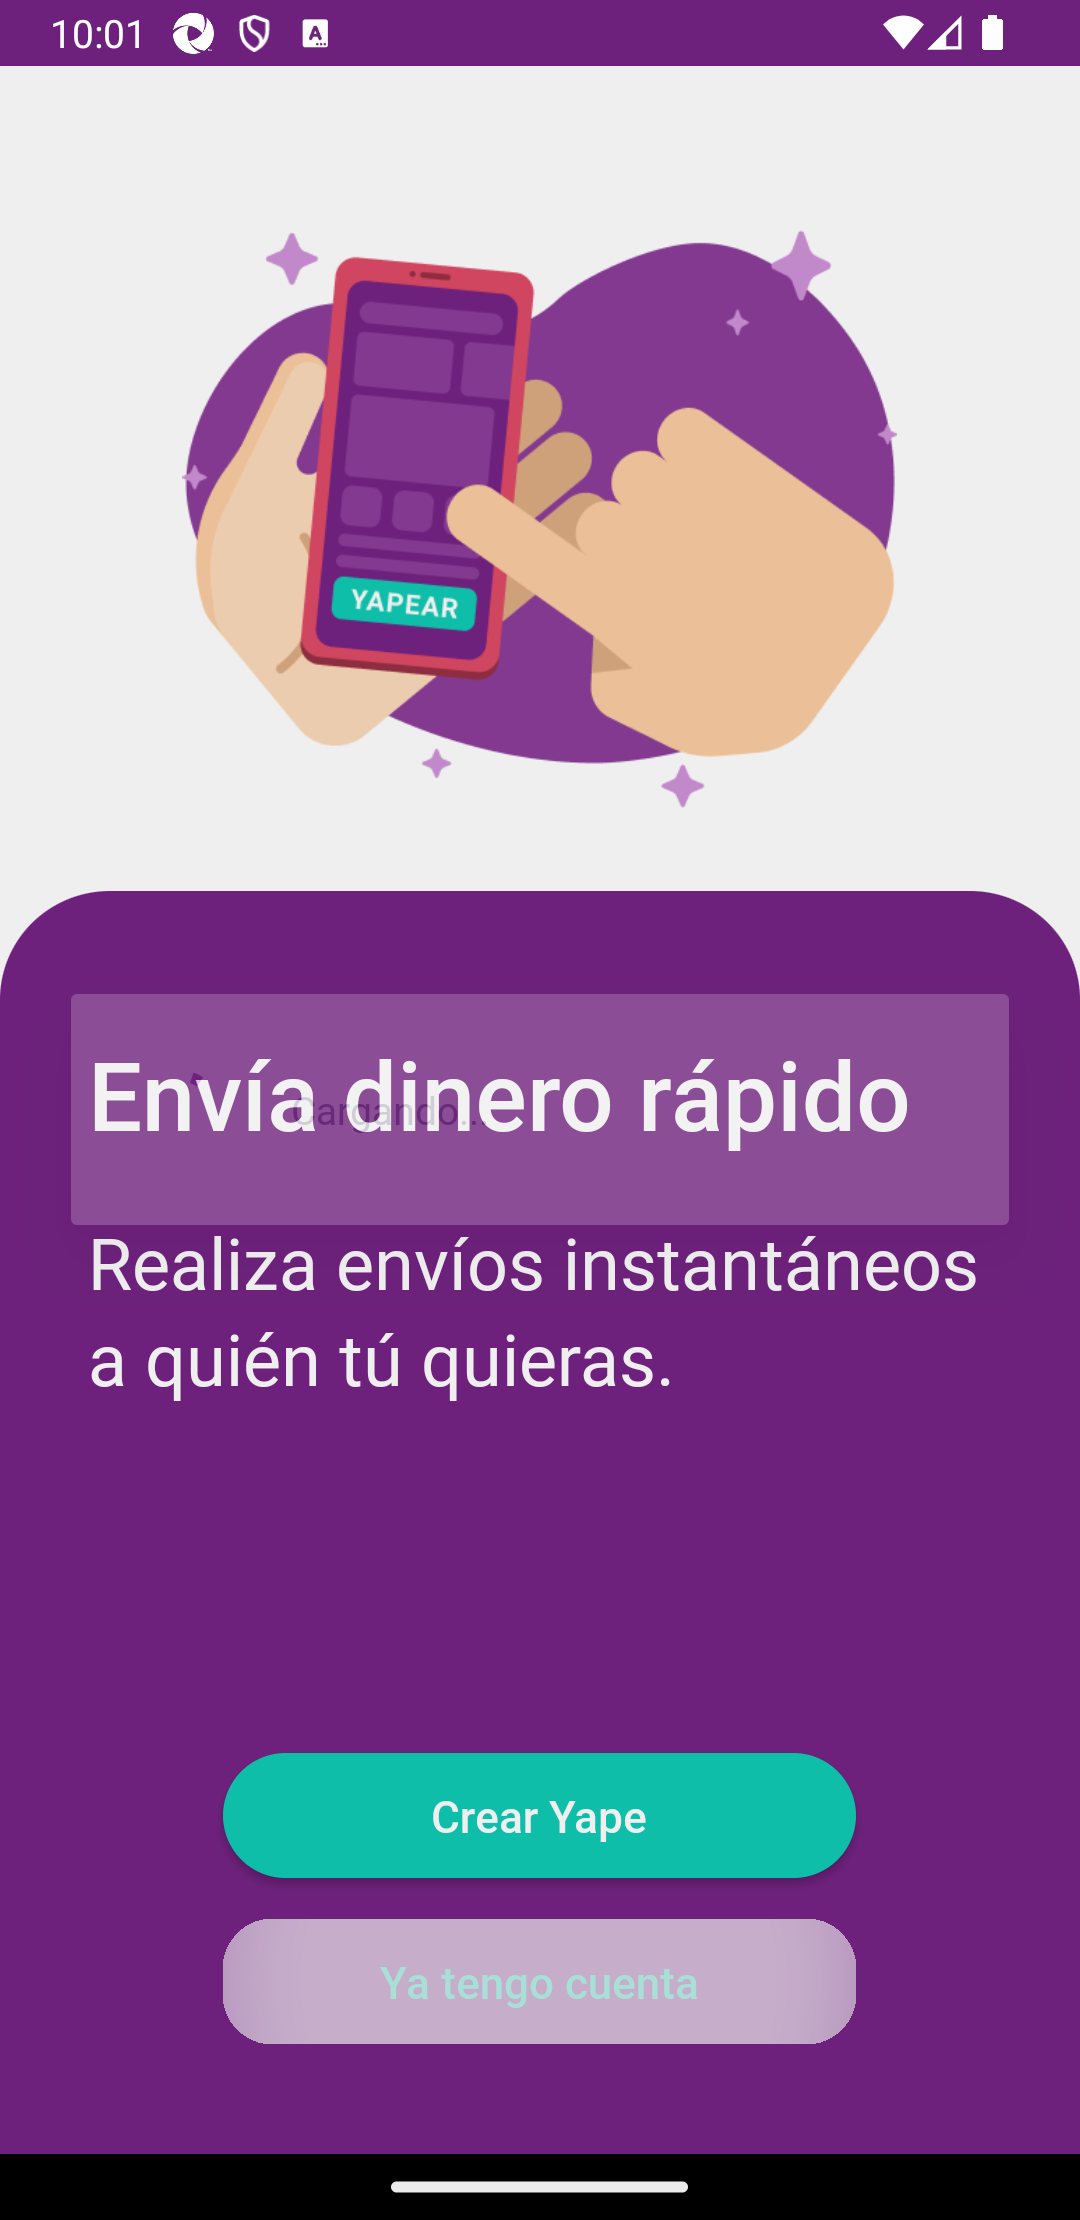 10:01
YAPEAR
Envía dinero rápido
Cargando...
Realiza envíos instantáneos
a quién tú quieras.
Crear Yape
Ya tengo cuenta